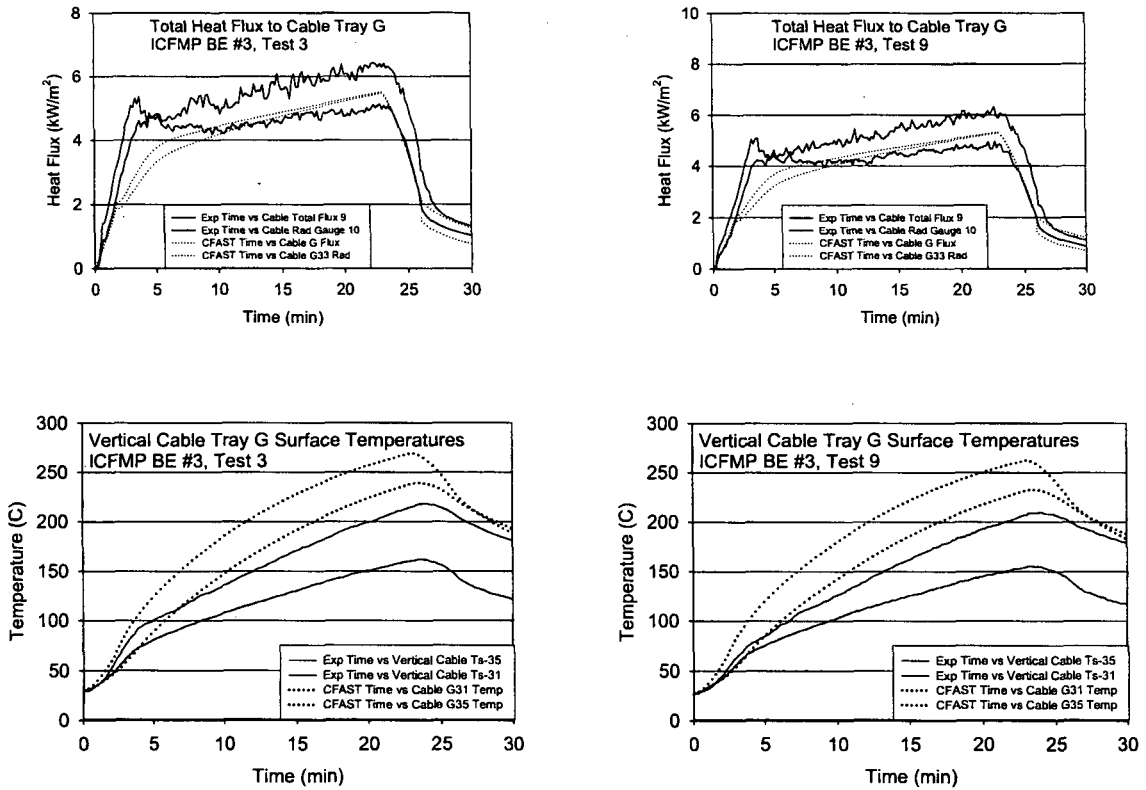 Total Heat Flux to Cable Tray G
ICFMP BE #3, Test 3
8
6
4
2
0
Heat Flux (kW/m²)
Exp Time vs Cable Total Flux 9
Exp Time vs Cable Rad Gauge 10
CFAST Time vs Cable G Flux
CFAST Time vs Cable G33 Rad
0 5 10 15 20 25 30
Time (min)
Total Heat Flux to Cable Tray G
ICFMP BE #3, Test 9
10
8
6
4
2
0
Heat Flux (kW/m²)
Exp Time vs Cable Total Flux 9
Exp Time vs Cable Rad Gauge 10
CFAST Time vs Cable G Flux
CFAST Time vs Cable G33 Rad
0 5 10 15 20 25 30
Time (min)
Vertical Cable Tray G Surface Temperatures
ICFMP BE #3, Test 3
300
250
200
150
100
50
0
Temperature (C)
Exp Time vs Vertical Cable Ts-35
Exp Time vs Vertical Cable Ts-31
CFAST Time vs Cable G31 Temp
CFAST Time vs Cable G35 Temp
0 5 10 15 20 25 30
Time (min)
Vertical Cable Tray G Surface Temperatures
ICFMP BE #3, Test 9
300
250
200
150
100
50
0
Temperature (C)
Exp Time vs Vertical Cable Ts-35
Exp Time vs Vertical Cable Ts-31
CFAST Time vs Cable G31 Temp
CFAST Time vs Cable G35 Temp
0 5 10 15 20 25 30
Time (min)